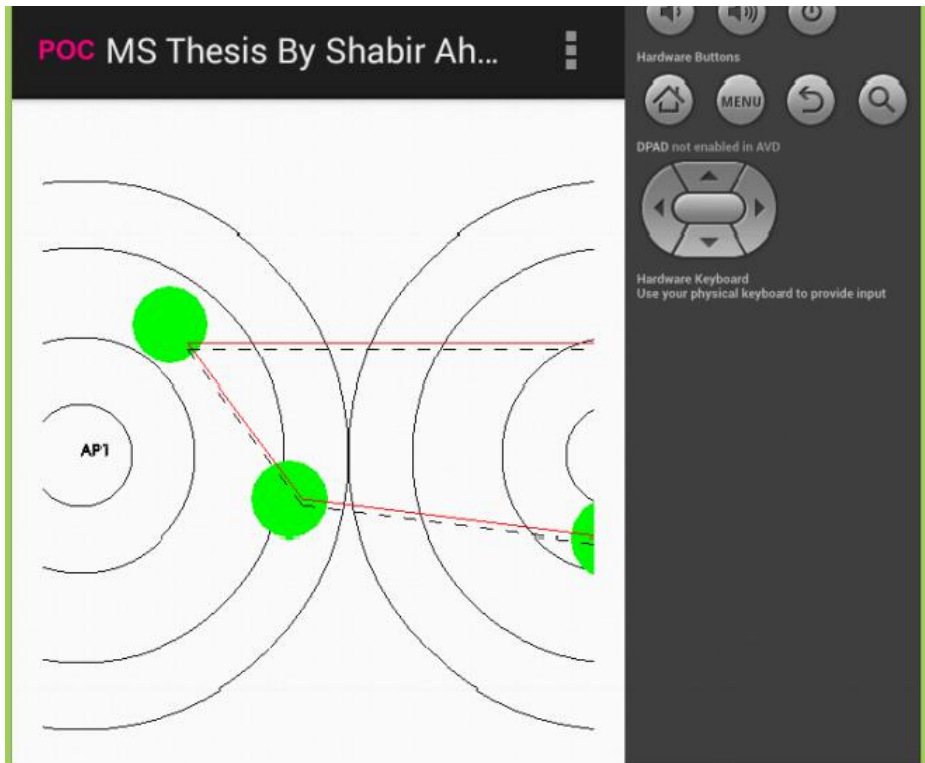 POC MS Thesis By Shabir Ah...
AP1
Hardware Buttons
MENU
DPAD not enabled in AVD
Hardware Keyboard
Use your physical keyboard to provide input